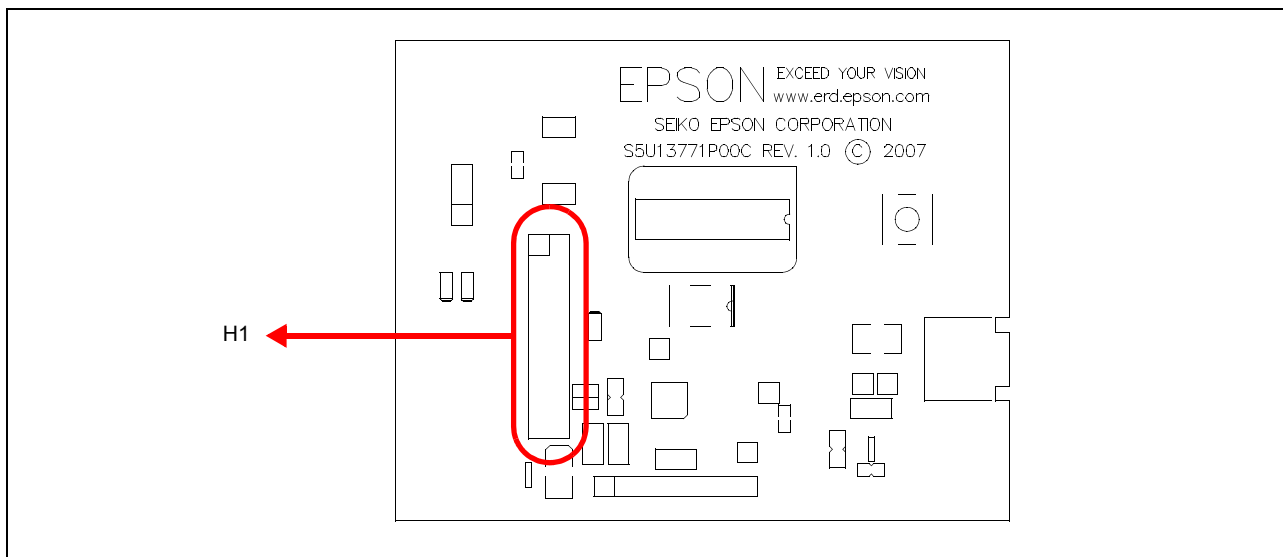 EPSON EXCEED YOUR VISION
www.erd.epson.com
SEIKO EPSON CORPORATION
S5U13771P00C REV. 1.0 © 2007
H1